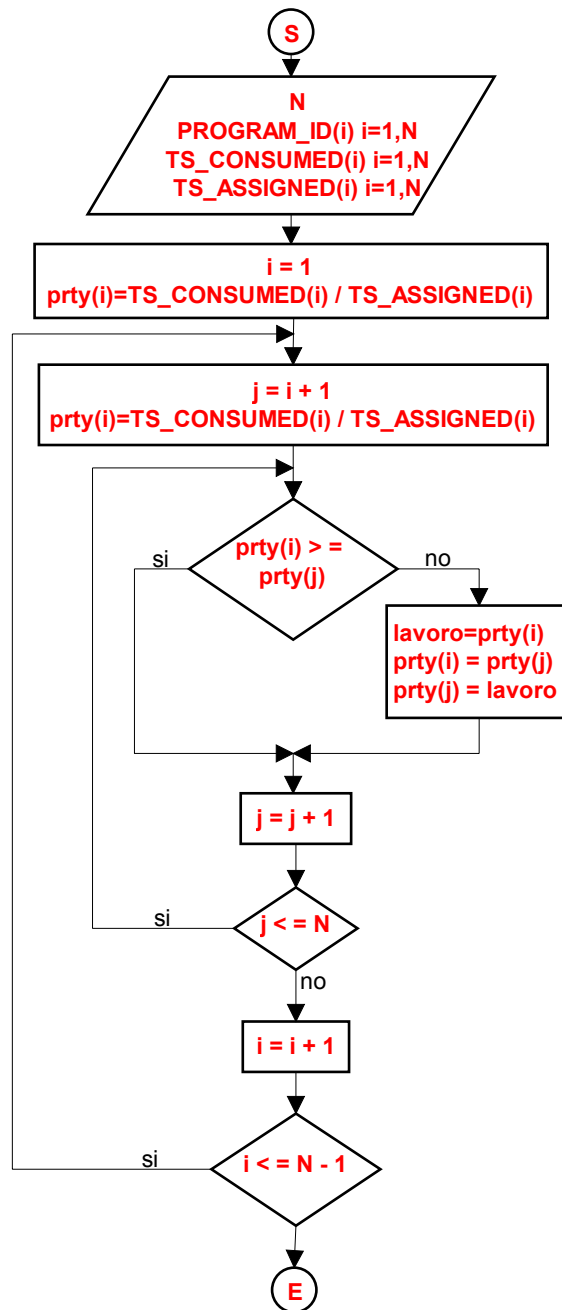 S
N
PROGRAM_ID(i) i=1,N
TS_CONSUMED(i) i=1,N
TS_ASSIGNED(i) i=1,N
i = 1
prty(i)=TS_CONSUMED(i) / TS_ASSIGNED(i)
j = i + 1
prty(i)=TS_CONSUMED(i) / TS_ASSIGNED(i)
si
prty(i) > =
prty(j)
no
lavoro=prty(i)
prty(i) = prty(j)
prty(j) = lavoro
j = j + 1
si
j < = N
no
i = i + 1
si
i < = N - 1
E